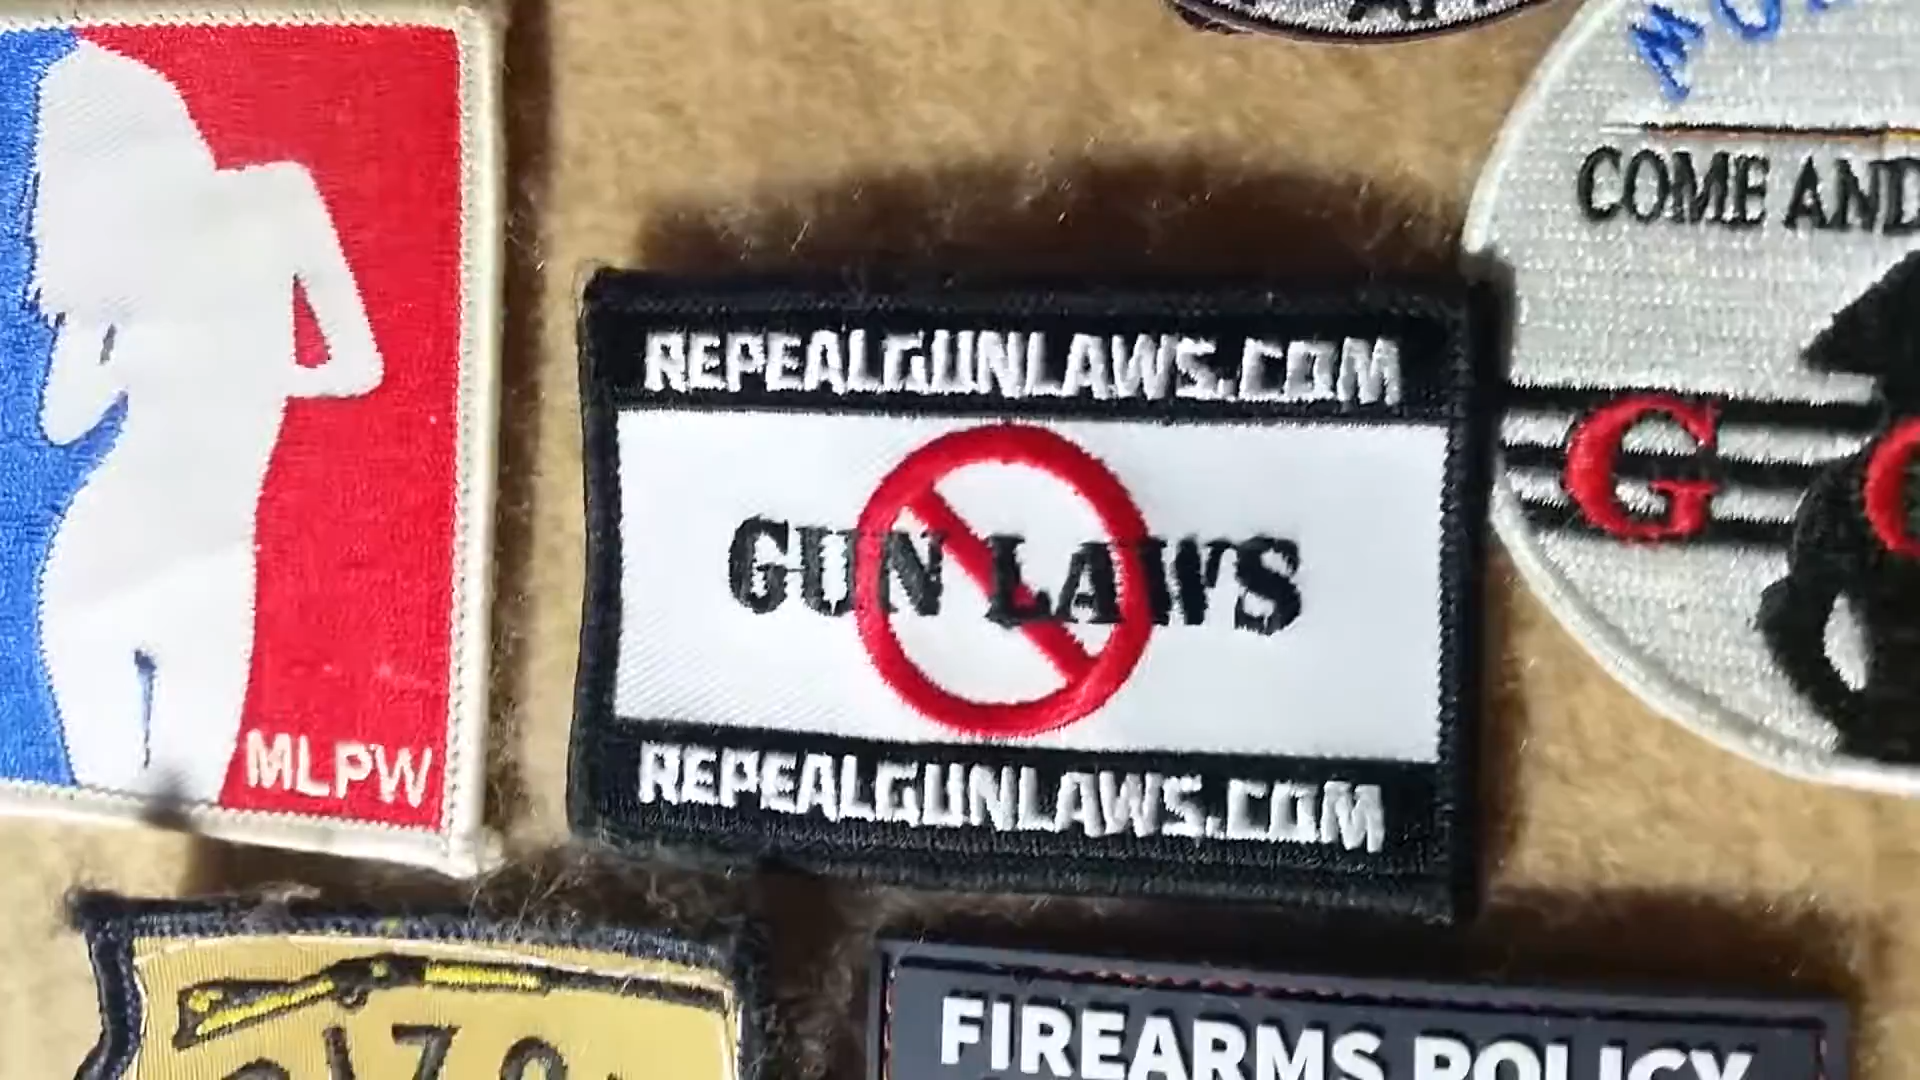 COME AND
REPEALGUNLAWS.COM
G
GUN LAWS
MLPW
REPEALGUNLAWS.COM
FIREARMS POLICY